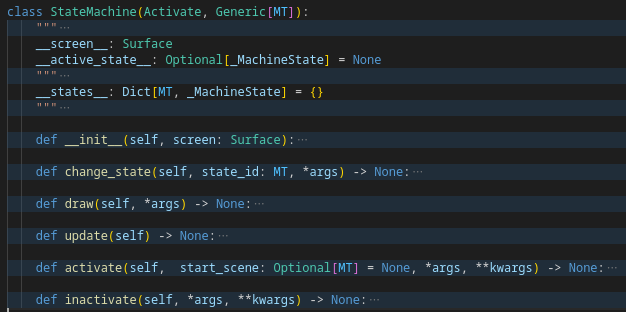 class StateMachine(Activate, Generic[MT]):
    """···
    __screen__: Surface
    __active_state__: Optional[_MachineState] = None
    """···
    __states__: Dict[MT, _MachineState] = {}
    """···
    def __init__(self, screen: Surface):···
    def change_state(self, state_id: MT, *args) -> None:···
    def draw(self, *args) -> None:···
    def update(self) -> None:···
    def activate(self,  start_scene: Optional[MT] = None, *args, **kwargs) -> None:···
    def inactivate(self, *args, **kwargs) -> None:···